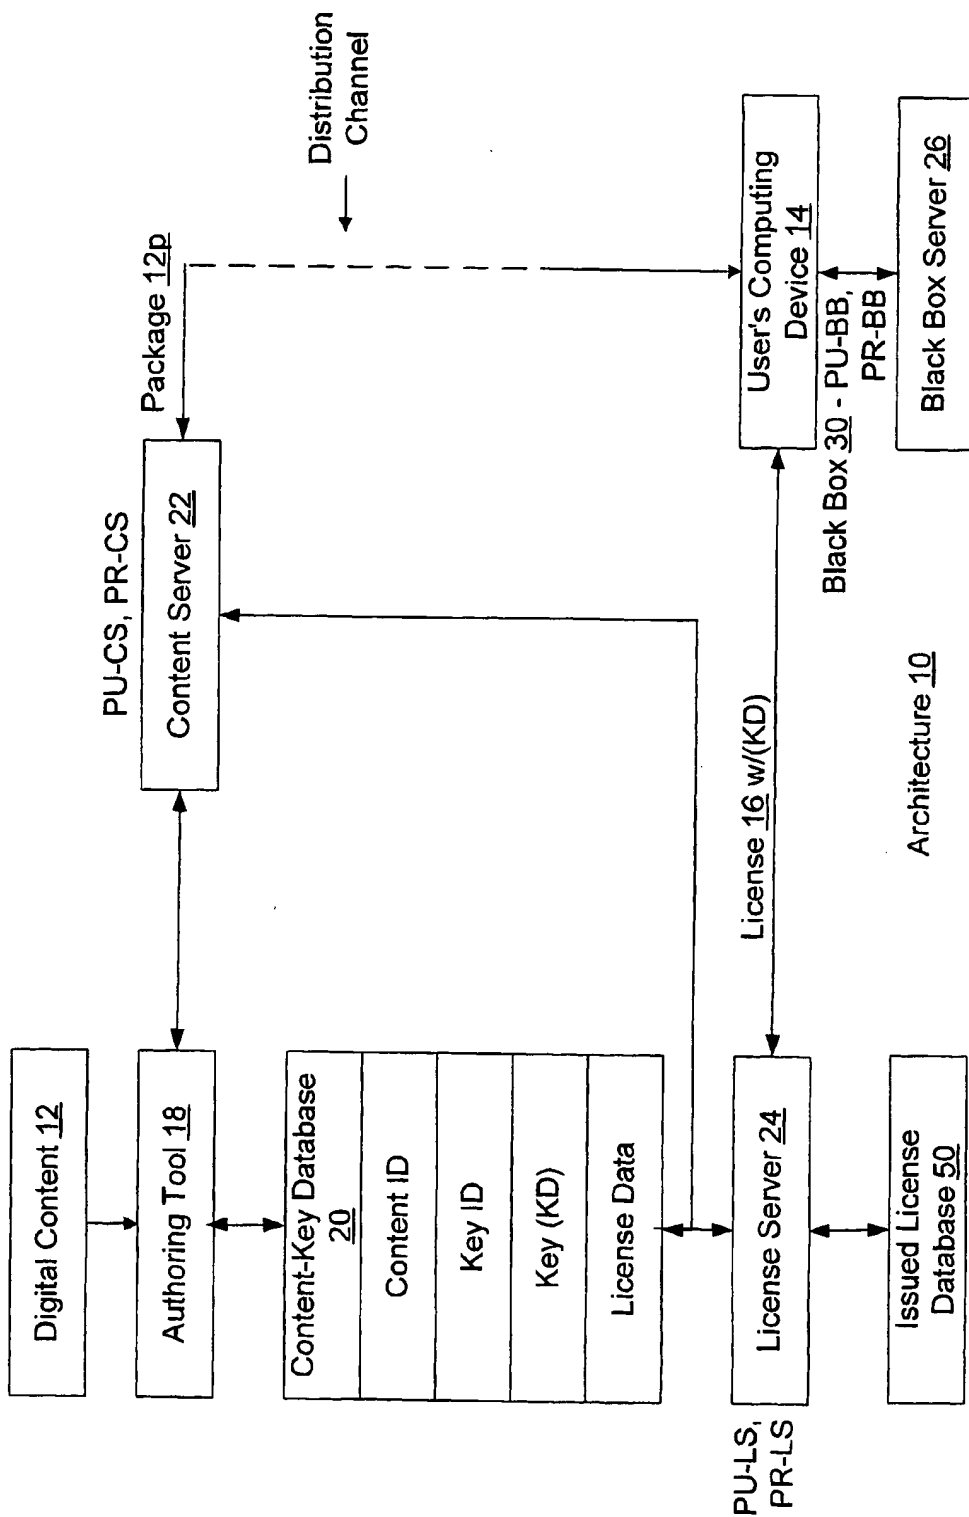 Digital Content 12
Authoring Tool 18
Content-Key Database
20
Content ID
Key ID
Key (KD)
License Data
PU-LS,
PR-LS
License Server 24
Issued License
Database 50
PU-CS, PR-CS
Content Server 22
Package 12p
Distribution
Channel
License 16 w/(KD)
User's Computing
Device 14
Black Box 30 - PU-BB,
PR-BB
Black Box Server 26
Architecture 10